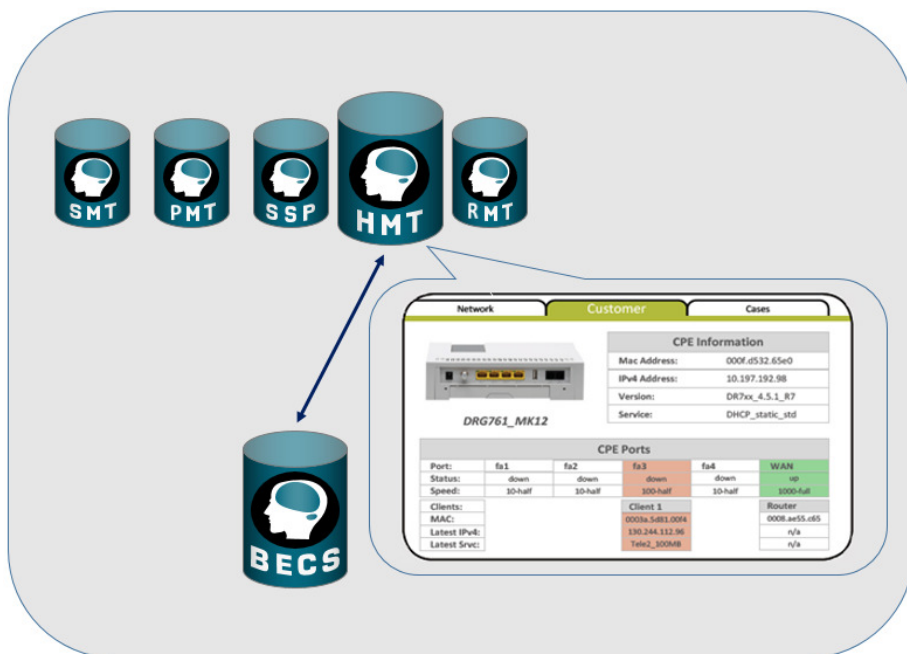 SMT PMT SSP HMT RMT
BECS
Network Customer Cases
CPE Information
Mac Address: 000f.d532.65e0
IPv4 Address: 10.197.192.98
Version: DR7xx_4.5.1_R7
Service: DHCP_static_std
DRG761_MK12
CPE Ports
Port: fa1 fa2 fa3 fa4 WAN
Status: down down down down up
Speed: 10-half 10-half 100-half 10-half 1000-full
Clients: Client 1 Router
MAC: 0003a.5d81.00f4 0008.ae55.c65
Latest IPv4: 130.244.112.96 n/a
Latest Srvc: Tele2_100MB n/a